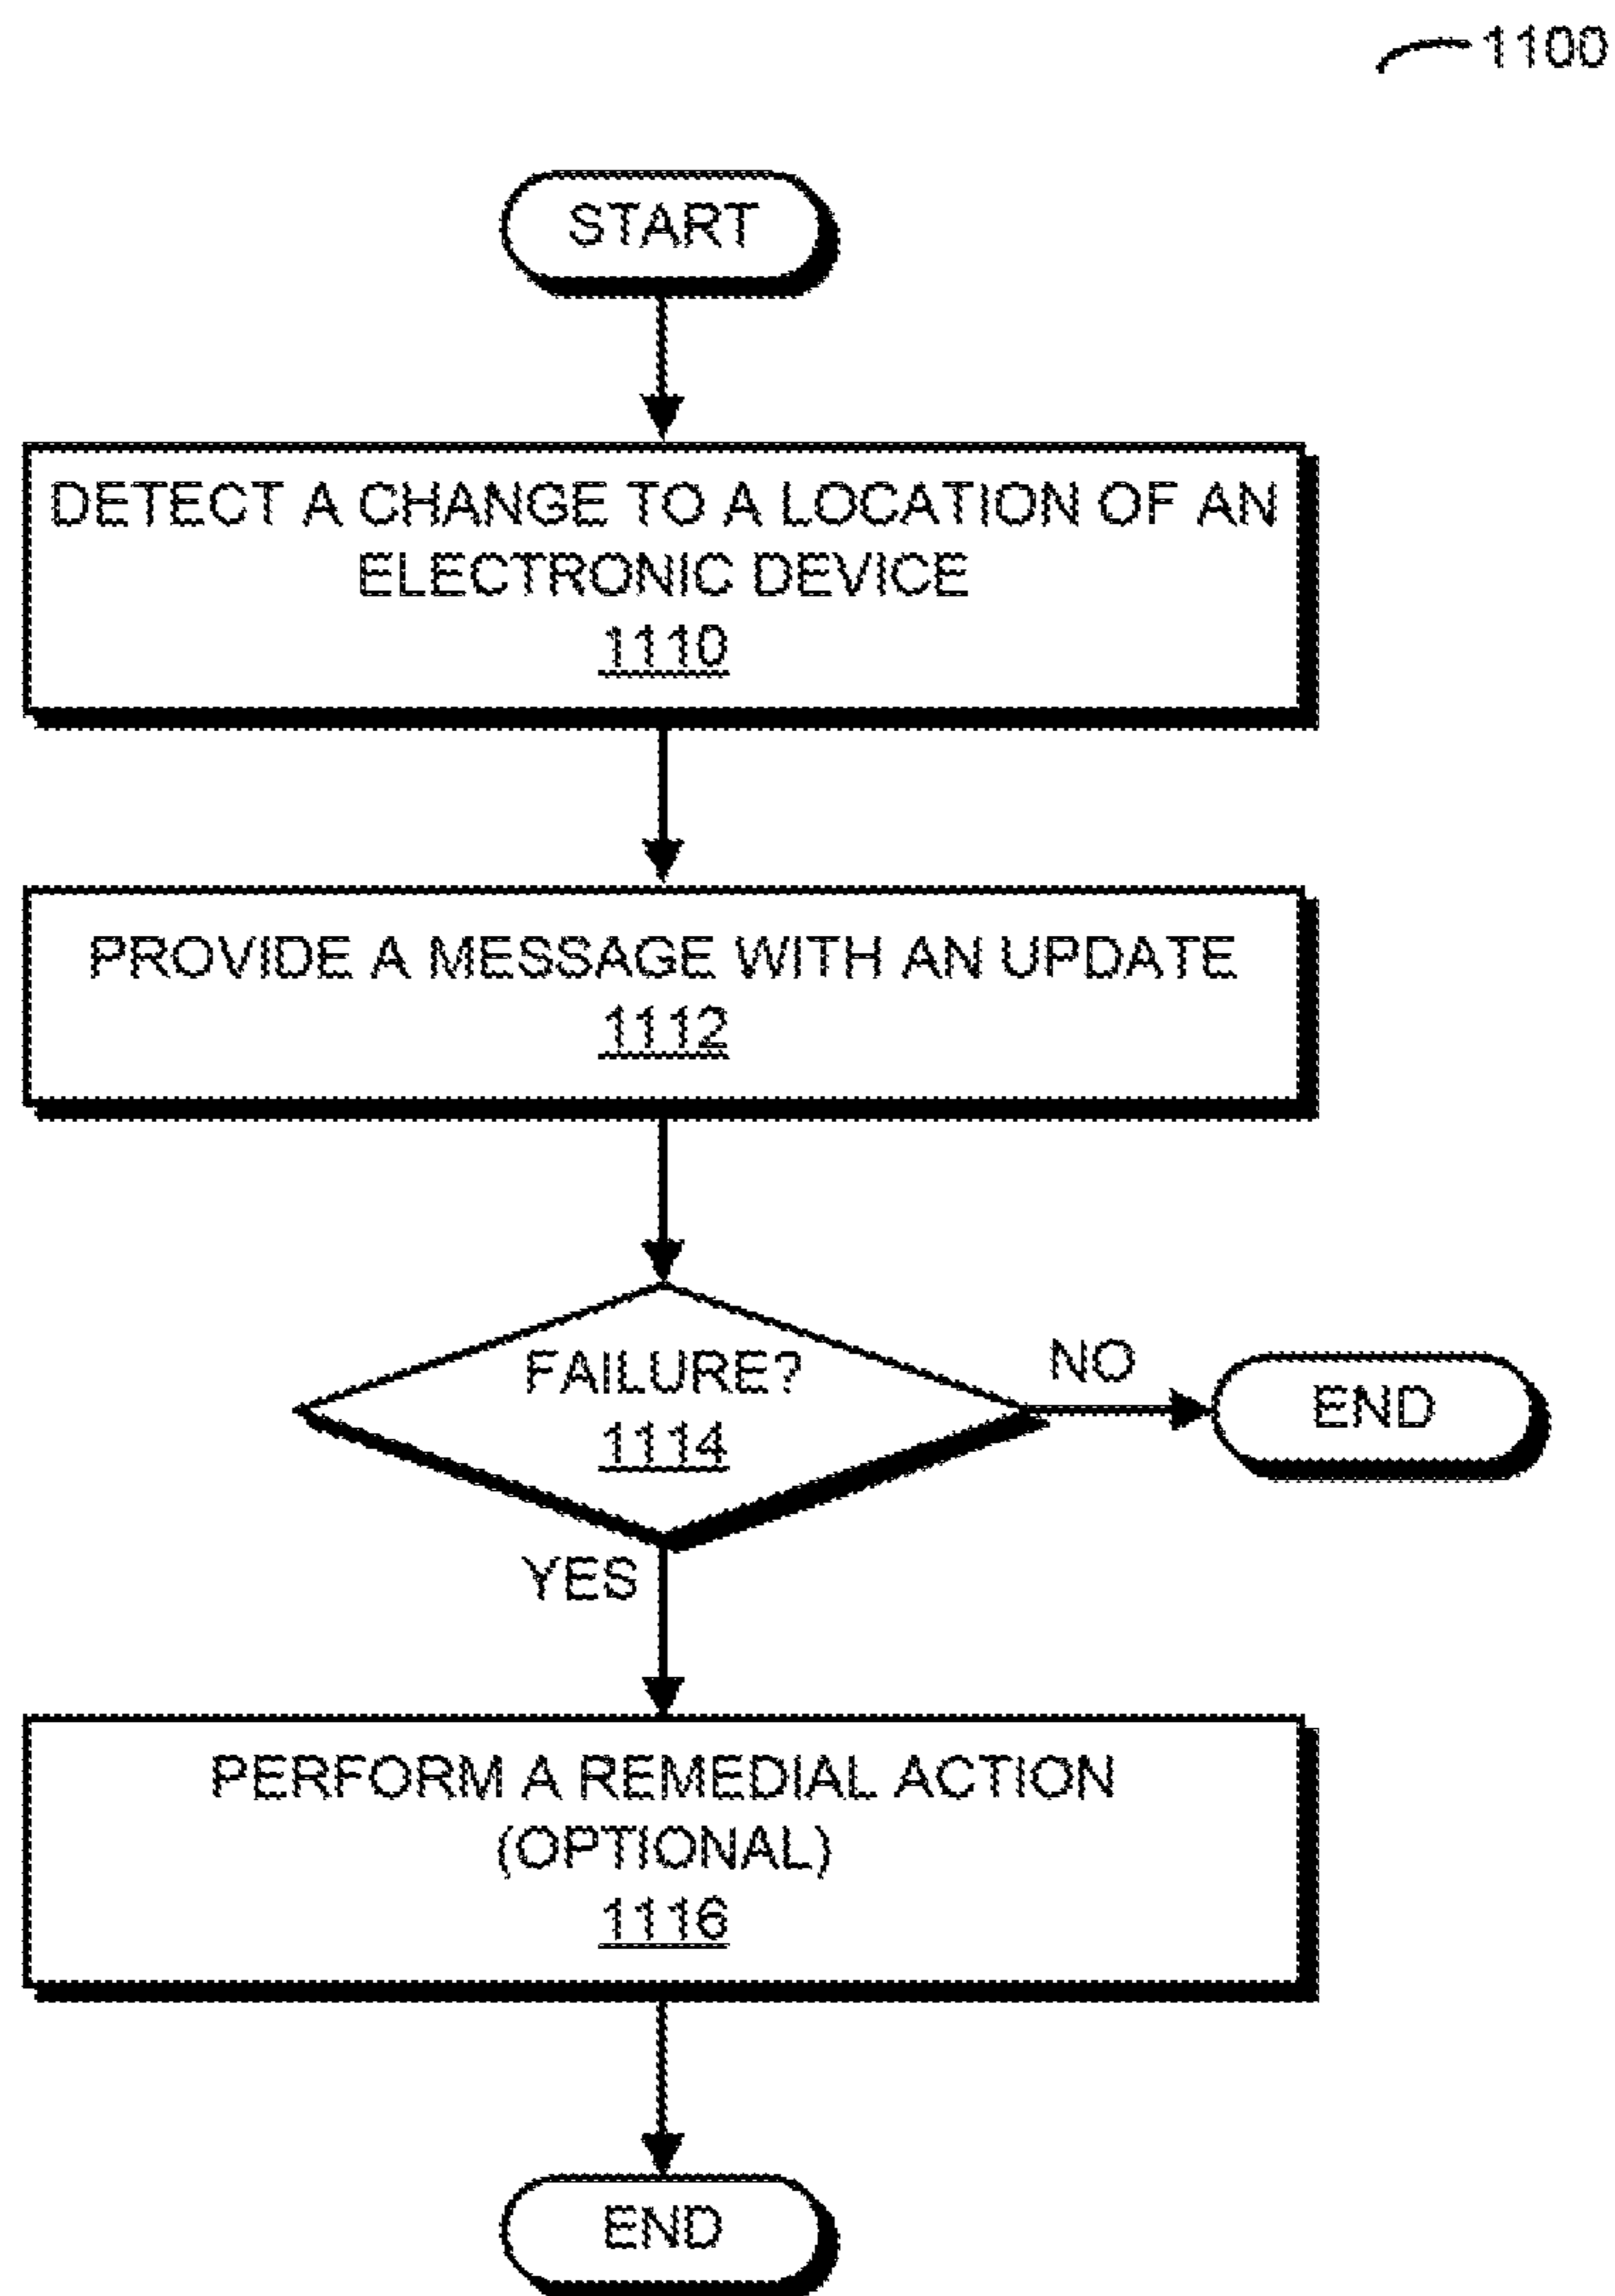 1100
START
DETECT A CHANGE TO A LOCATION OF AN
ELECTRONIC DEVICE
1110
PROVIDE A MESSAGE WITH AN UPDATE
1112
FAILURE?
1114
NO
END
YES
PERFORM A REMEDIAL ACTION
(OPTIONAL)
1116
END